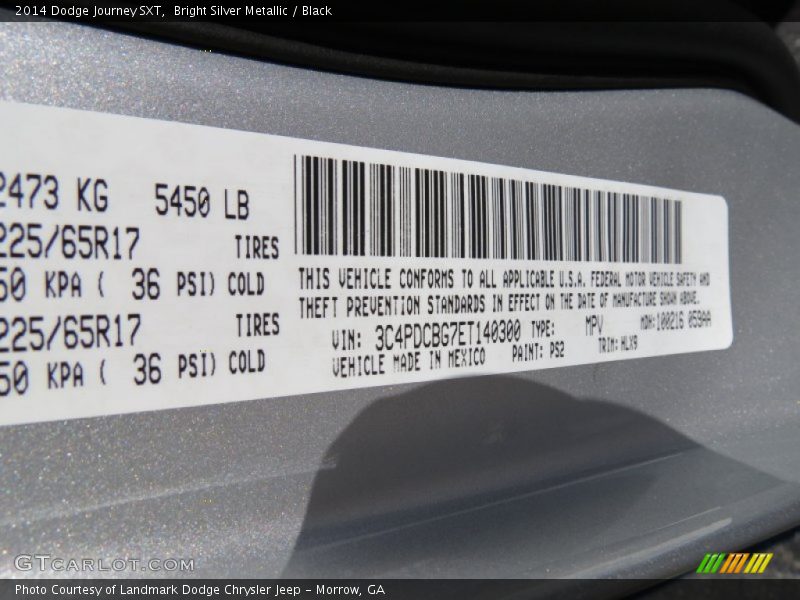 2014 Dodge Journey SXT, Bright Silver Metallic / Black
2473 KG 5450 LB
225/65R17 TIRES
50 KPA ( 36 PSI) COLD
225/65R17 TIRES
50 KPA ( 36 PSI) COLD
THIS VEHICLE CONFORMS TO ALL APPLICABLE U.S.A. FEDERAL MOTOR VEHICLE SAFETY AND
THEFT PREVENTION STANDARDS IN EFFECT ON THE DATE OF MANUFACTURE SHOWN ABOVE.
VIN: 3C4PDCBG7ET140300 TYPE: MPV MDH:100216 059AA
VEHICLE MADE IN MEXICO PAINT: PS2 TRIM: HLX9
GTCARLOT.COM
Photo Courtesy of Landmark Dodge Chrysler Jeep - Morrow, GA